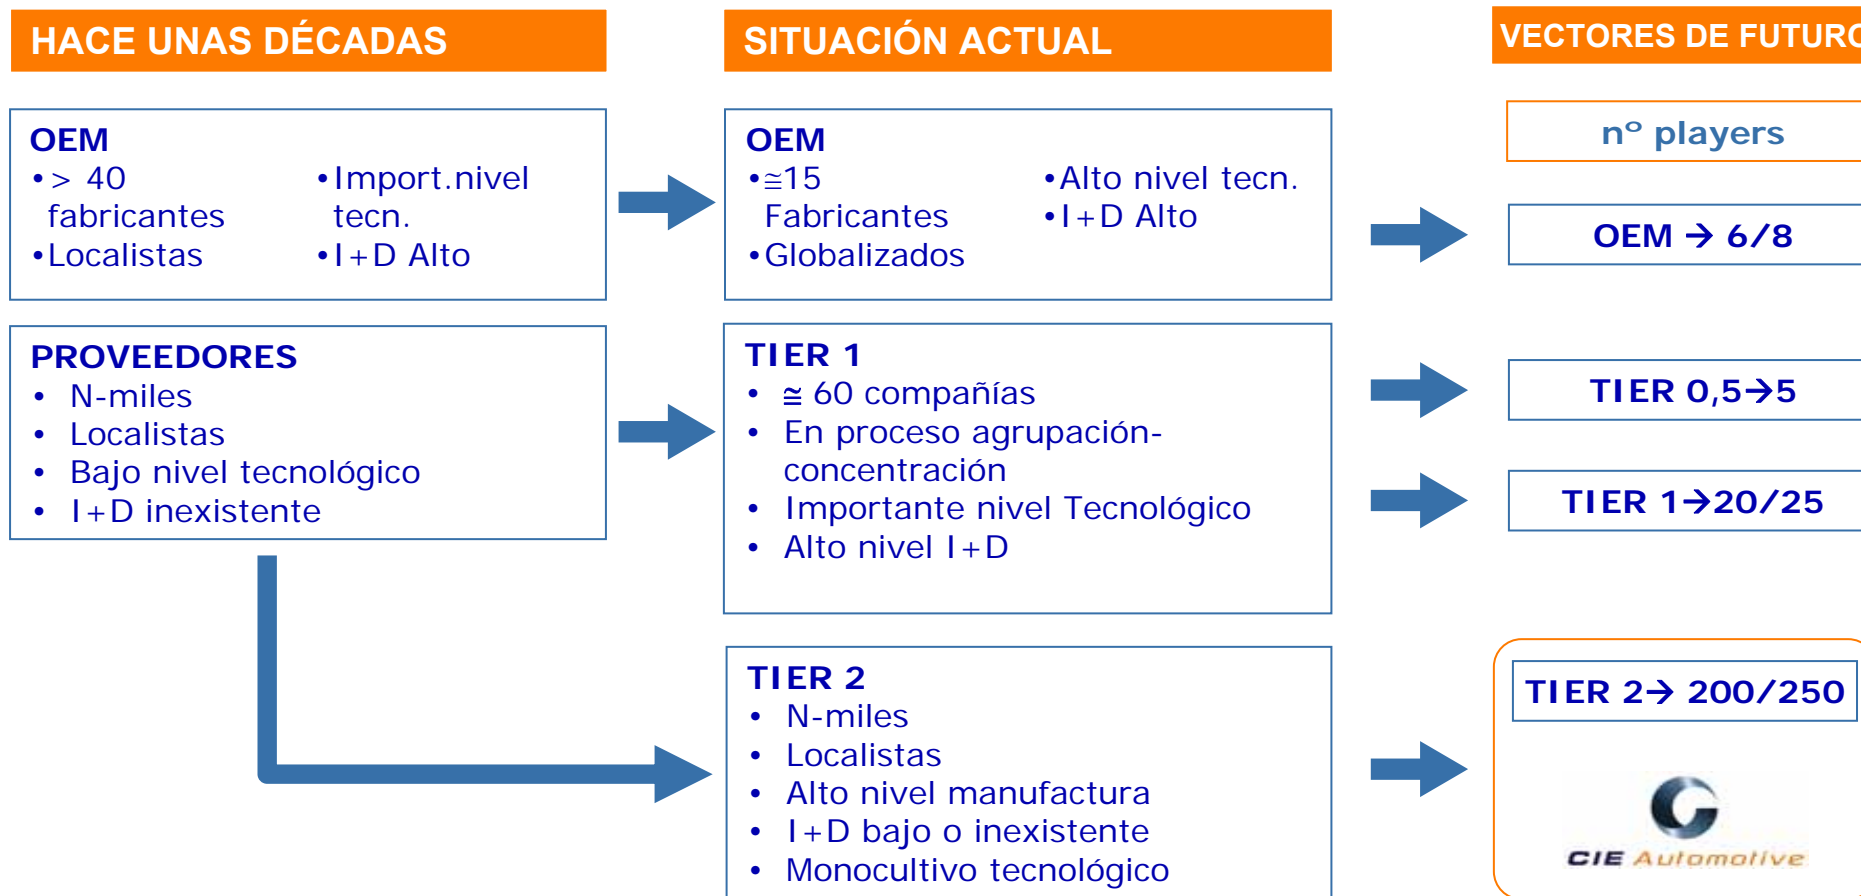 HACE UNAS DÉCADAS
OEM
•> 40
fabricantes
•Localistas
•Import.nivel
tecn.
•I+D Alto
PROVEEDORES
• N-miles
• Localistas
• Bajo nivel tecnológico
• I+D inexistente
SITUACIÓN ACTUAL
OEM
•≅15
Fabricantes
•Globalizados
•Alto nivel tecn.
•I+D Alto
TIER 1
• ≅ 60 compañías
• En proceso agrupación-
concentración
• Importante nivel Tecnológico
• Alto nivel I+D
TIER 2
• N-miles
• Localistas
• Alto nivel manufactura
• I+D bajo o inexistente
• Monocultivo tecnológico
VECTORES DE FUTURO
nº players
OEM → 6/8
TIER 0,5→5
TIER 1→20/25
TIER 2→ 200/250
CIE Automotive